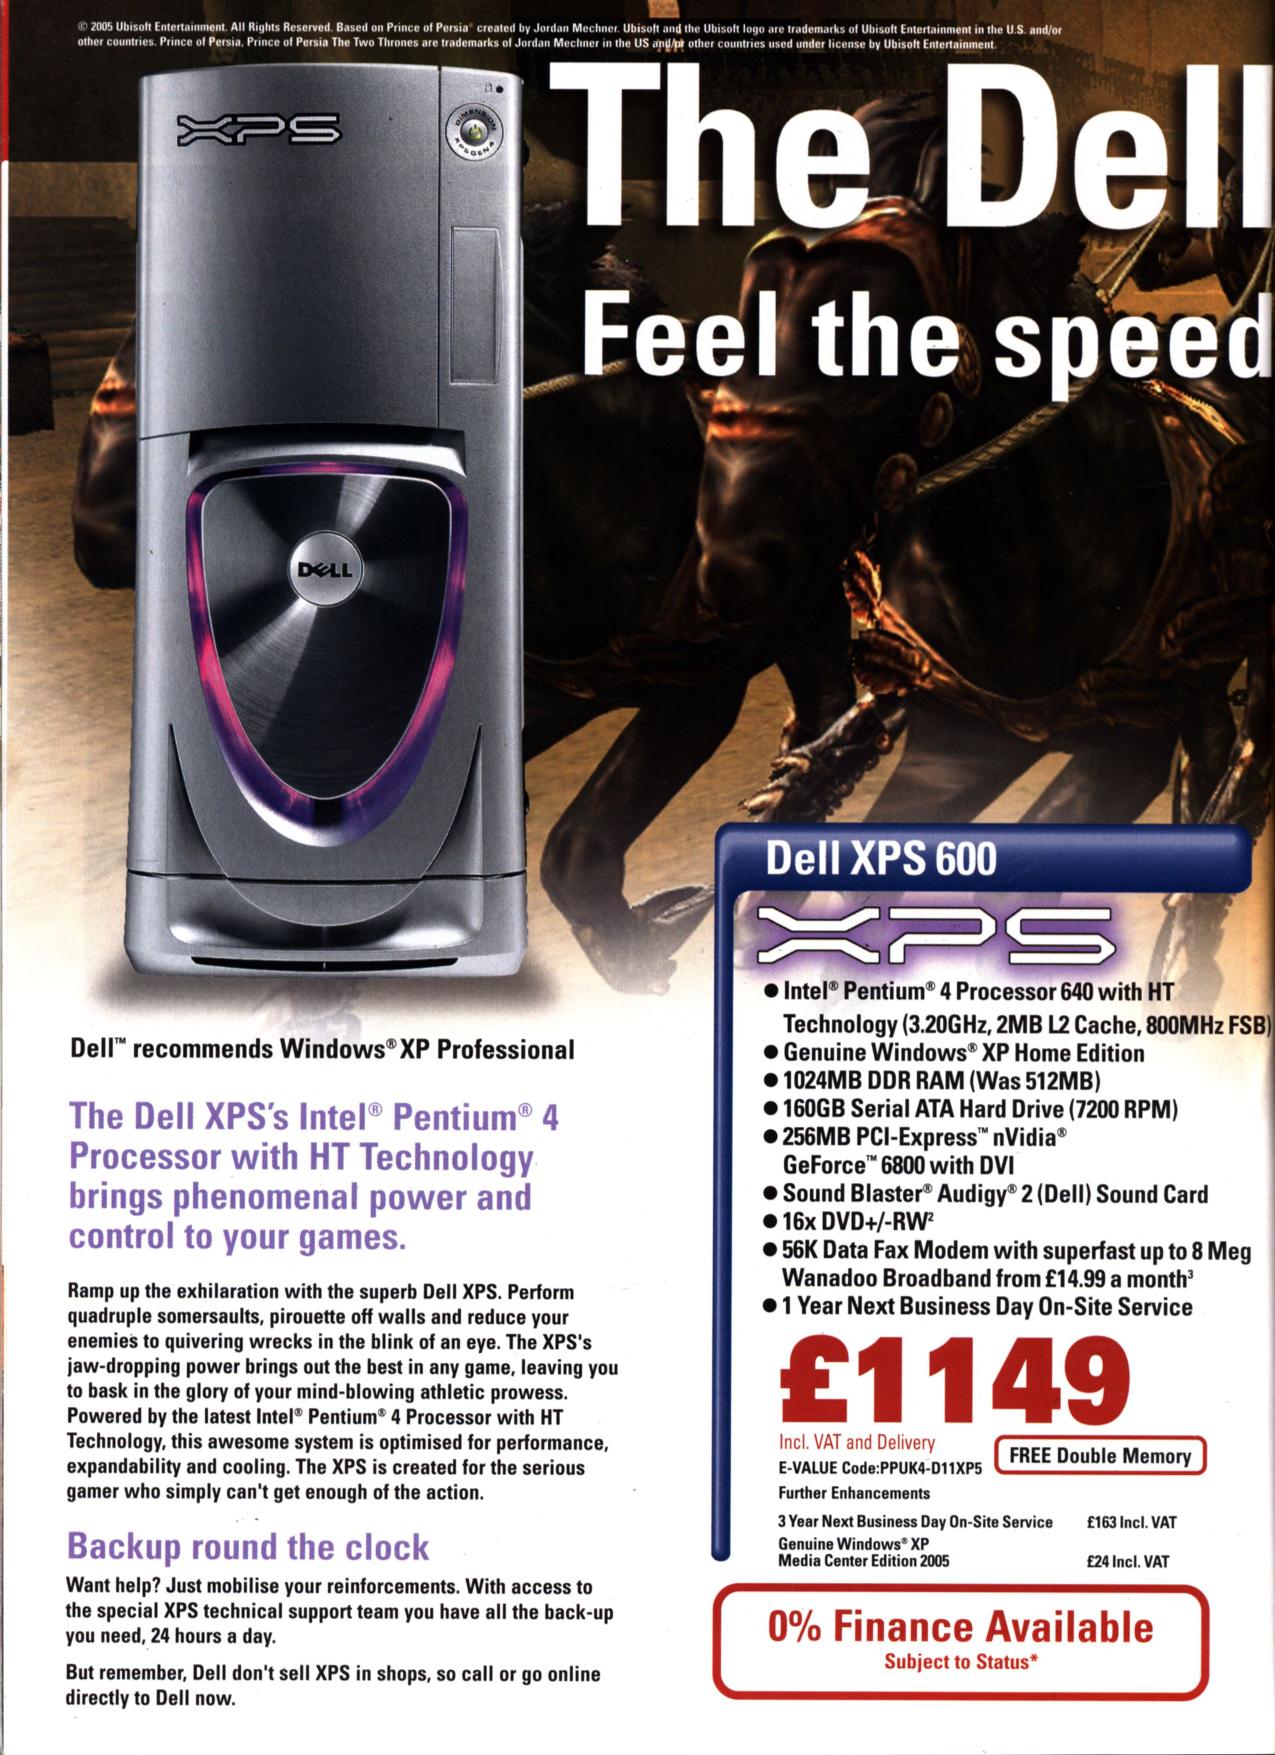 © 2005 Ubisoft Entertainment. All Rights Reserved. Based on Prince of Persia® created by Jordan Mechner. Ubisoft and the Ubisoft logo are trademarks of Ubisoft Entertainment in the U.S. and/or
other countries. Prince of Persia, Prince of Persia The Two Thrones are trademarks of Jordan Mechner in the US and/or other countries used under license by Ubisoft Entertainment.
XPS
DIMENSION
The Dell
Feel the speed
DELL
Dell™ recommends Windows® XP Professional
The Dell XPS's Intel® Pentium® 4
Processor with HT Technology
brings phenomenal power and
control to your games.
Ramp up the exhilaration with the superb Dell XPS. Perform
quadruple somersaults, pirouette off walls and reduce your
enemies to quivering wrecks in the blink of an eye. The XPS's
jaw-dropping power brings out the best in any game, leaving you
to bask in the glory of your mind-blowing athletic prowess.
Powered by the latest Intel® Pentium® 4 Processor with HT
Technology, this awesome system is optimised for performance,
expandability and cooling. The XPS is created for the serious
gamer who simply can't get enough of the action.
Backup round the clock
Want help? Just mobilise your reinforcements. With access to
the special XPS technical support team you have all the back-up
you need, 24 hours a day.
But remember, Dell don't sell XPS in shops, so call or go online
directly to Dell now.
Dell XPS 600
XPS
● Intel® Pentium® 4 Processor 640 with HT
Technology (3.20GHz, 2MB L2 Cache, 800MHz FSB)
● Genuine Windows® XP Home Edition
● 1024MB DDR RAM (Was 512MB)
● 160GB Serial ATA Hard Drive (7200 RPM)
● 256MB PCI-Express™ nVidia®
GeForce™ 6800 with DVI
● Sound Blaster® Audigy® 2 (Dell) Sound Card
● 16x DVD+/-RW²
● 56K Data Fax Modem with superfast up to 8 Meg
Wanadoo Broadband from £14.99 a month³
● 1 Year Next Business Day On-Site Service
£1149
Incl. VAT and Delivery
FREE Double Memory
E-VALUE Code:PPUK4-D11XP5
Further Enhancements
3 Year Next Business Day On-Site Service £163 Incl. VAT
Genuine Windows® XP
Media Center Edition 2005 £24 Incl. VAT
0% Finance Available
Subject to Status*